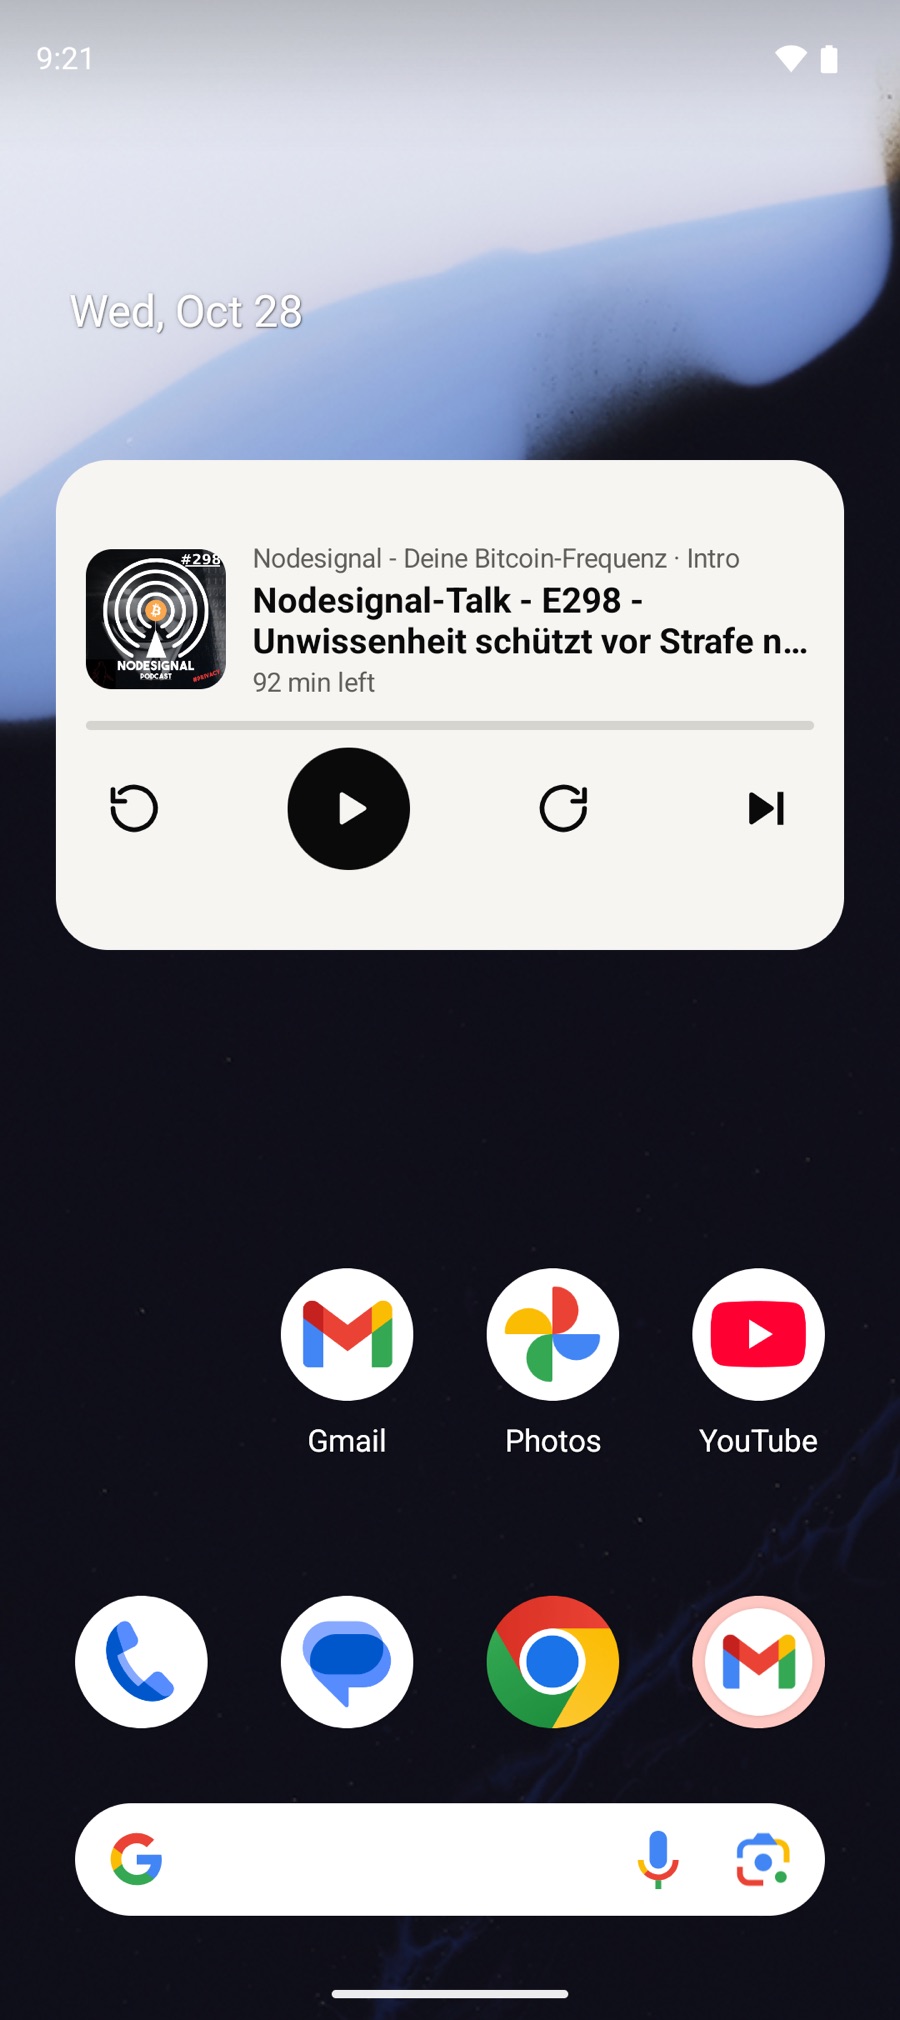 9:21
Wed, Oct 28
#298
NODESIGNAL
PODCAST
#PRIVACY
Nodesignal - Deine Bitcoin-Frequenz · Intro
Nodesignal-Talk - E298 -
Unwissenheit schützt vor Strafe n...
92 min left
Gmail
Photos
YouTube